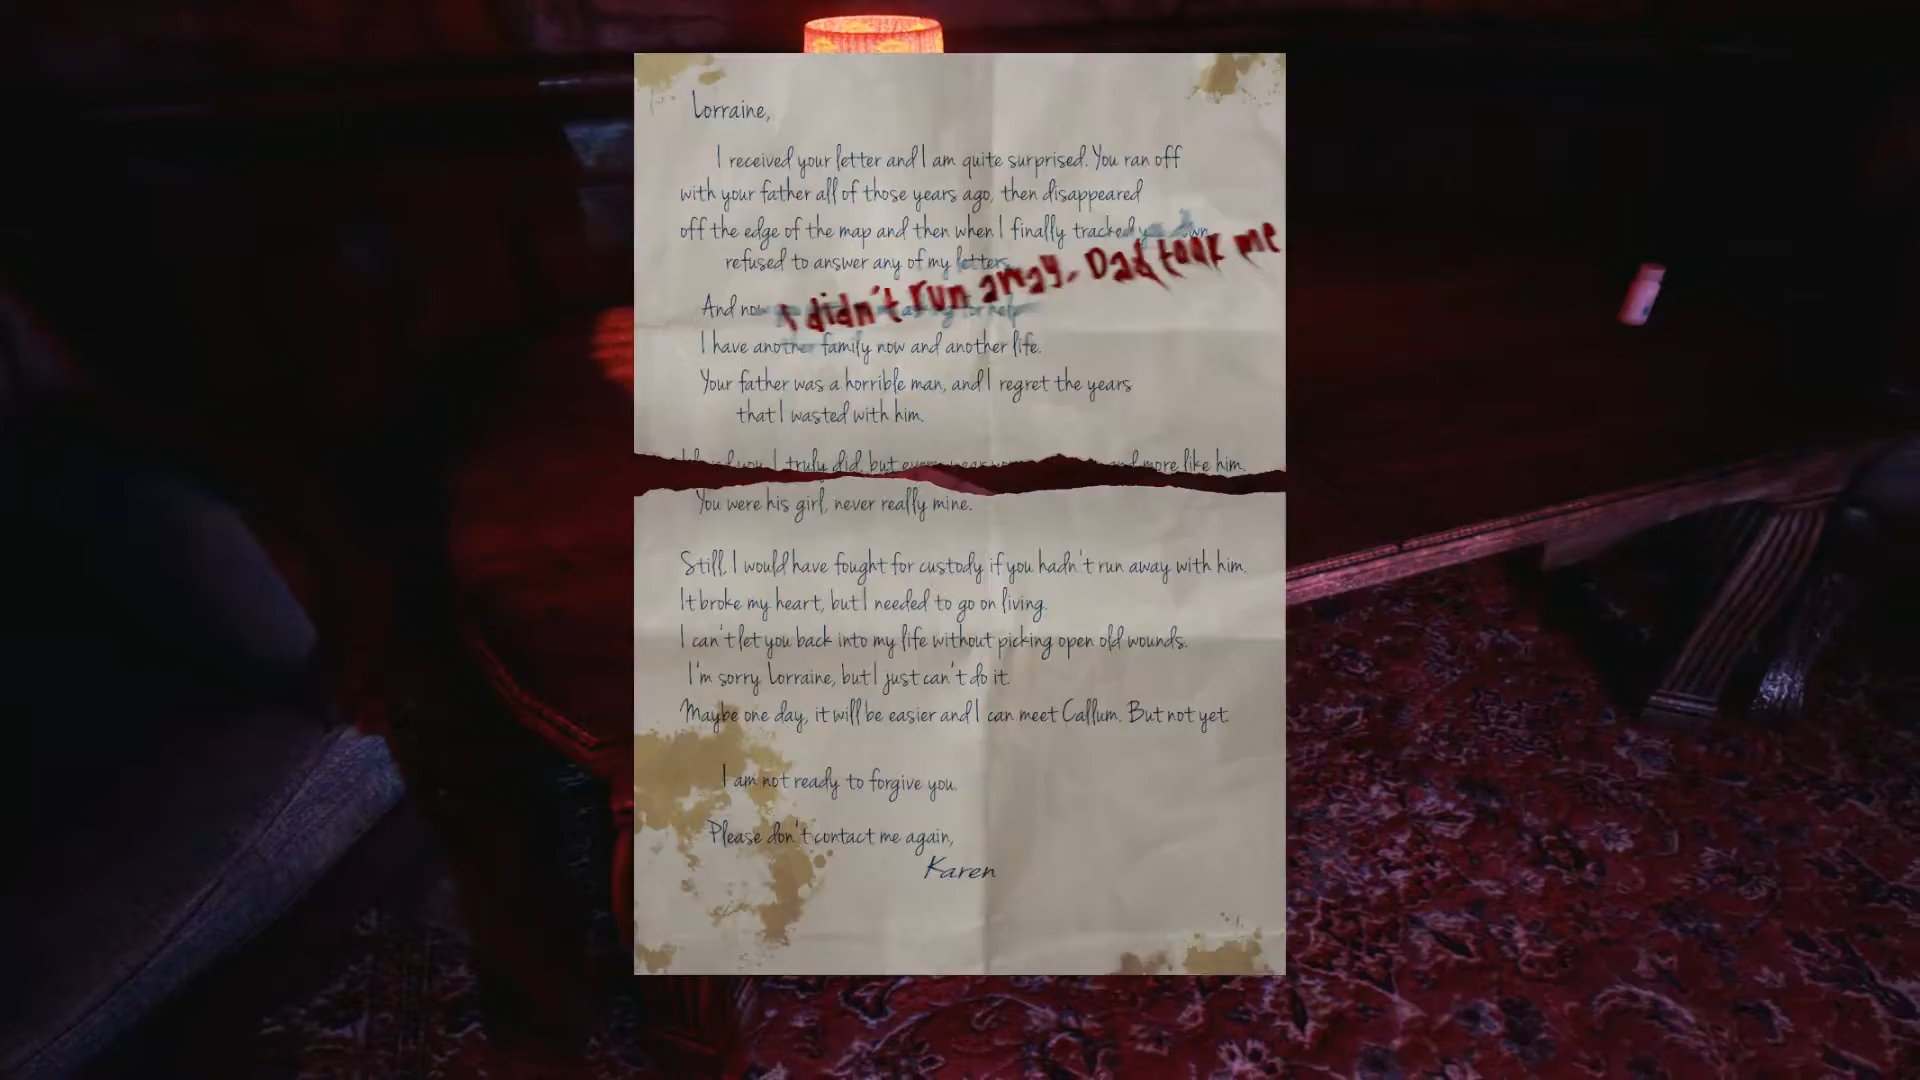 Lorraine,
I received your letter and I am quite surprised. You ran off
with your father all of those years ago, then disappeared
off the edge of the map and then when I finally tracked
refused to answer any of my letters
I didn't run away. Dad took me
And now for help
I have another family now and another life.
Your father was a horrible man, and I regret the years
that I wasted with him.
you I truly did, but every year more like him.
You were his girl, never really mine.
Still, I would have fought for custody if you hadn't run away with him.
It broke my heart, but I needed to go on living.
I can't let you back into my life without picking open old wounds.
I'm sorry Lorraine, but I just can't do it.
Maybe one day, it will be easier and I can meet Callum. But not yet.
I am not ready to forgive you.
Please don't contact me again,
Karen